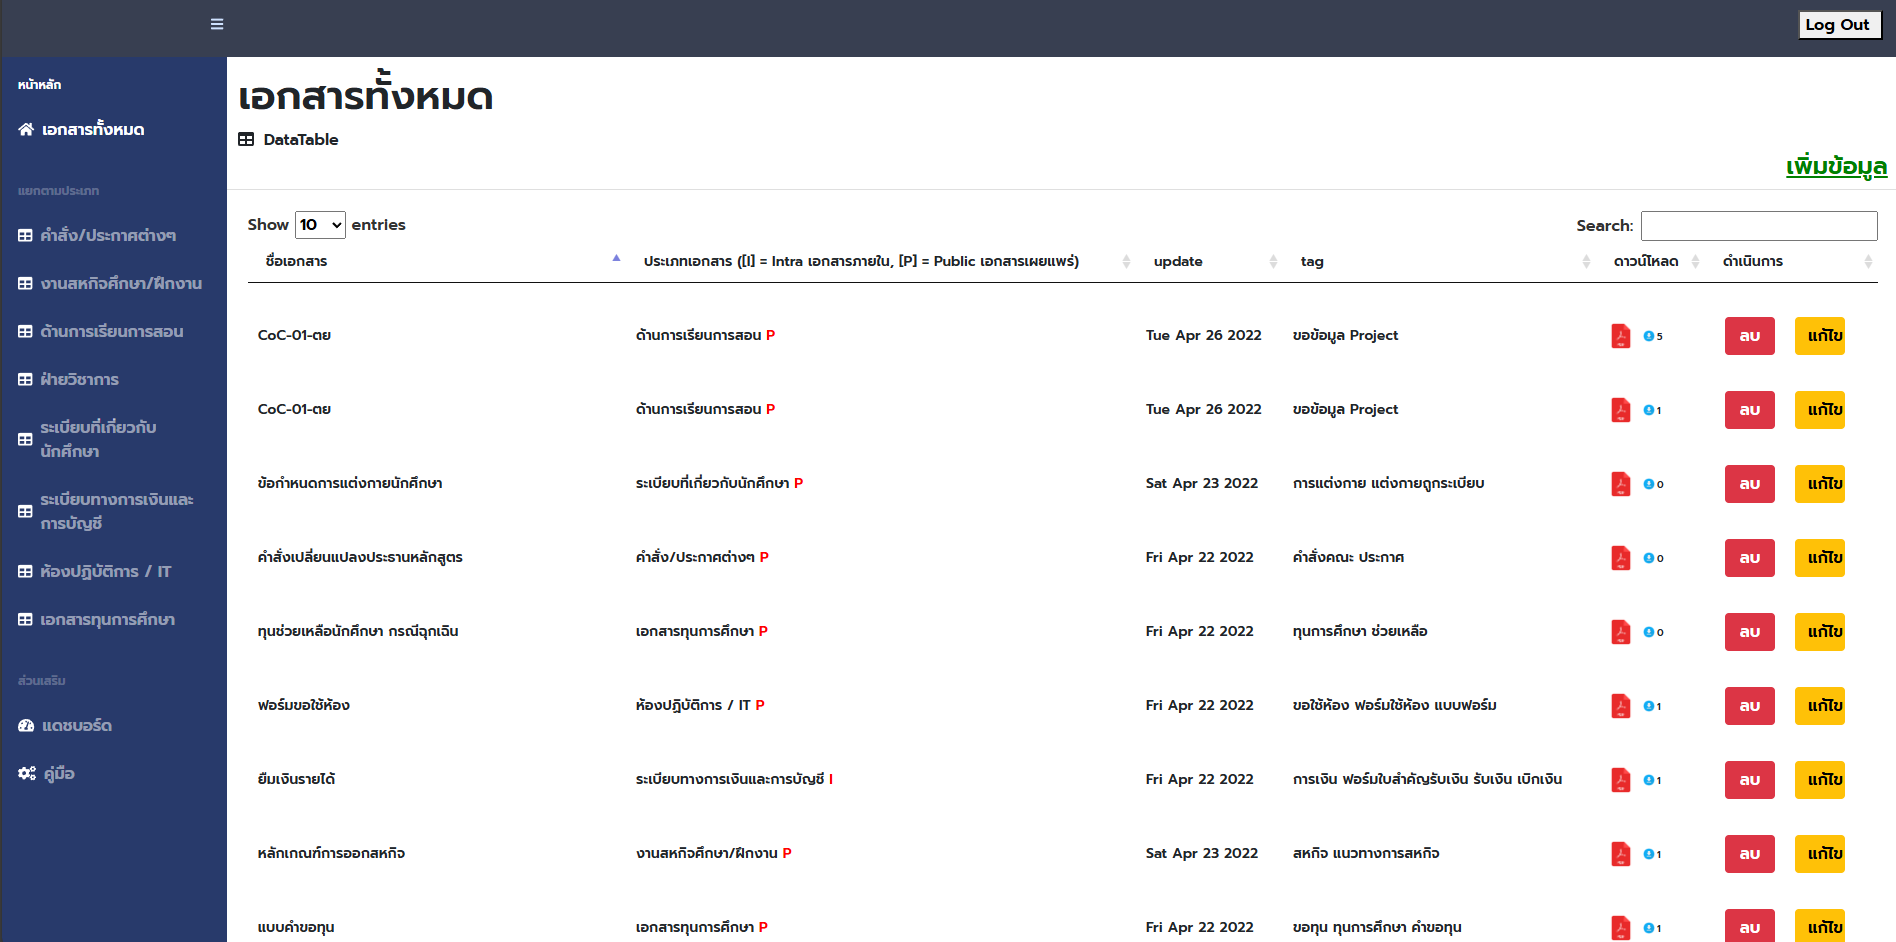 Log Out
หน้าหลัก
เอกสารทั้งหมด
แยกตามประเภท
คำสั่ง/ประกาศต่างๆ
งานสหกิจศึกษา/ฝึกงาน
ด้านการเรียนการสอน
ฝ่ายวิชาการ
ระเบียบที่เกี่ยวกับ
นักศึกษา
ระเบียบทางการเงินและ
การบัญชี
ห้องปฏิบัติการ / IT
เอกสารทุนการศึกษา
ส่วนเสริม
แดชบอร์ด
คู่มือ
เอกสารทั้งหมด
DataTable
เพิ่มข้อมูล
Show 10 entries
Search:
ชื่อเอกสาร ประเภทเอกสาร ([I] = Intra เอกสารภายใน, [P] = Public เอกสารเผยแพร่) update tag ดาวน์โหลด ดำเนินการ
CoC-01-ตย ด้านการเรียนการสอน P Tue Apr 26 2022 ขอข้อมูล Project 5 ลบ แก้ไข
CoC-01-ตย ด้านการเรียนการสอน P Tue Apr 26 2022 ขอข้อมูล Project 1 ลบ แก้ไข
ข้อกำหนดการแต่งกายนักศึกษา ระเบียบที่เกี่ยวกับนักศึกษา P Sat Apr 23 2022 การแต่งกาย แต่งกายถูกระเบียบ 0 ลบ แก้ไข
คำสั่งเปลี่ยนแปลงประธานหลักสูตร คำสั่ง/ประกาศต่างๆ P Fri Apr 22 2022 คำสั่งคณะ ประกาศ 0 ลบ แก้ไข
ทุนช่วยเหลือนักศึกษา กรณีฉุกเฉิน เอกสารทุนการศึกษา P Fri Apr 22 2022 ทุนการศึกษา ช่วยเหลือ 0 ลบ แก้ไข
ฟอร์มขอใช้ห้อง ห้องปฏิบัติการ / IT P Fri Apr 22 2022 ขอใช้ห้อง ฟอร์มใช้ห้อง แบบฟอร์ม 1 ลบ แก้ไข
ยืมเงินรายได้ ระเบียบทางการเงินและการบัญชี I Fri Apr 22 2022 การเงิน ฟอร์มใบสำคัญรับเงิน รับเงิน เบิกเงิน 1 ลบ แก้ไข
หลักเกณฑ์การออกสหกิจ งานสหกิจศึกษา/ฝึกงาน P Sat Apr 23 2022 สหกิจ แนวทางการสหกิจ 1 ลบ แก้ไข
แบบคำขอทุน เอกสารทุนการศึกษา P Fri Apr 22 2022 ขอทุน ทุนการศึกษา คำขอทุน 1 ลบ แก้ไข